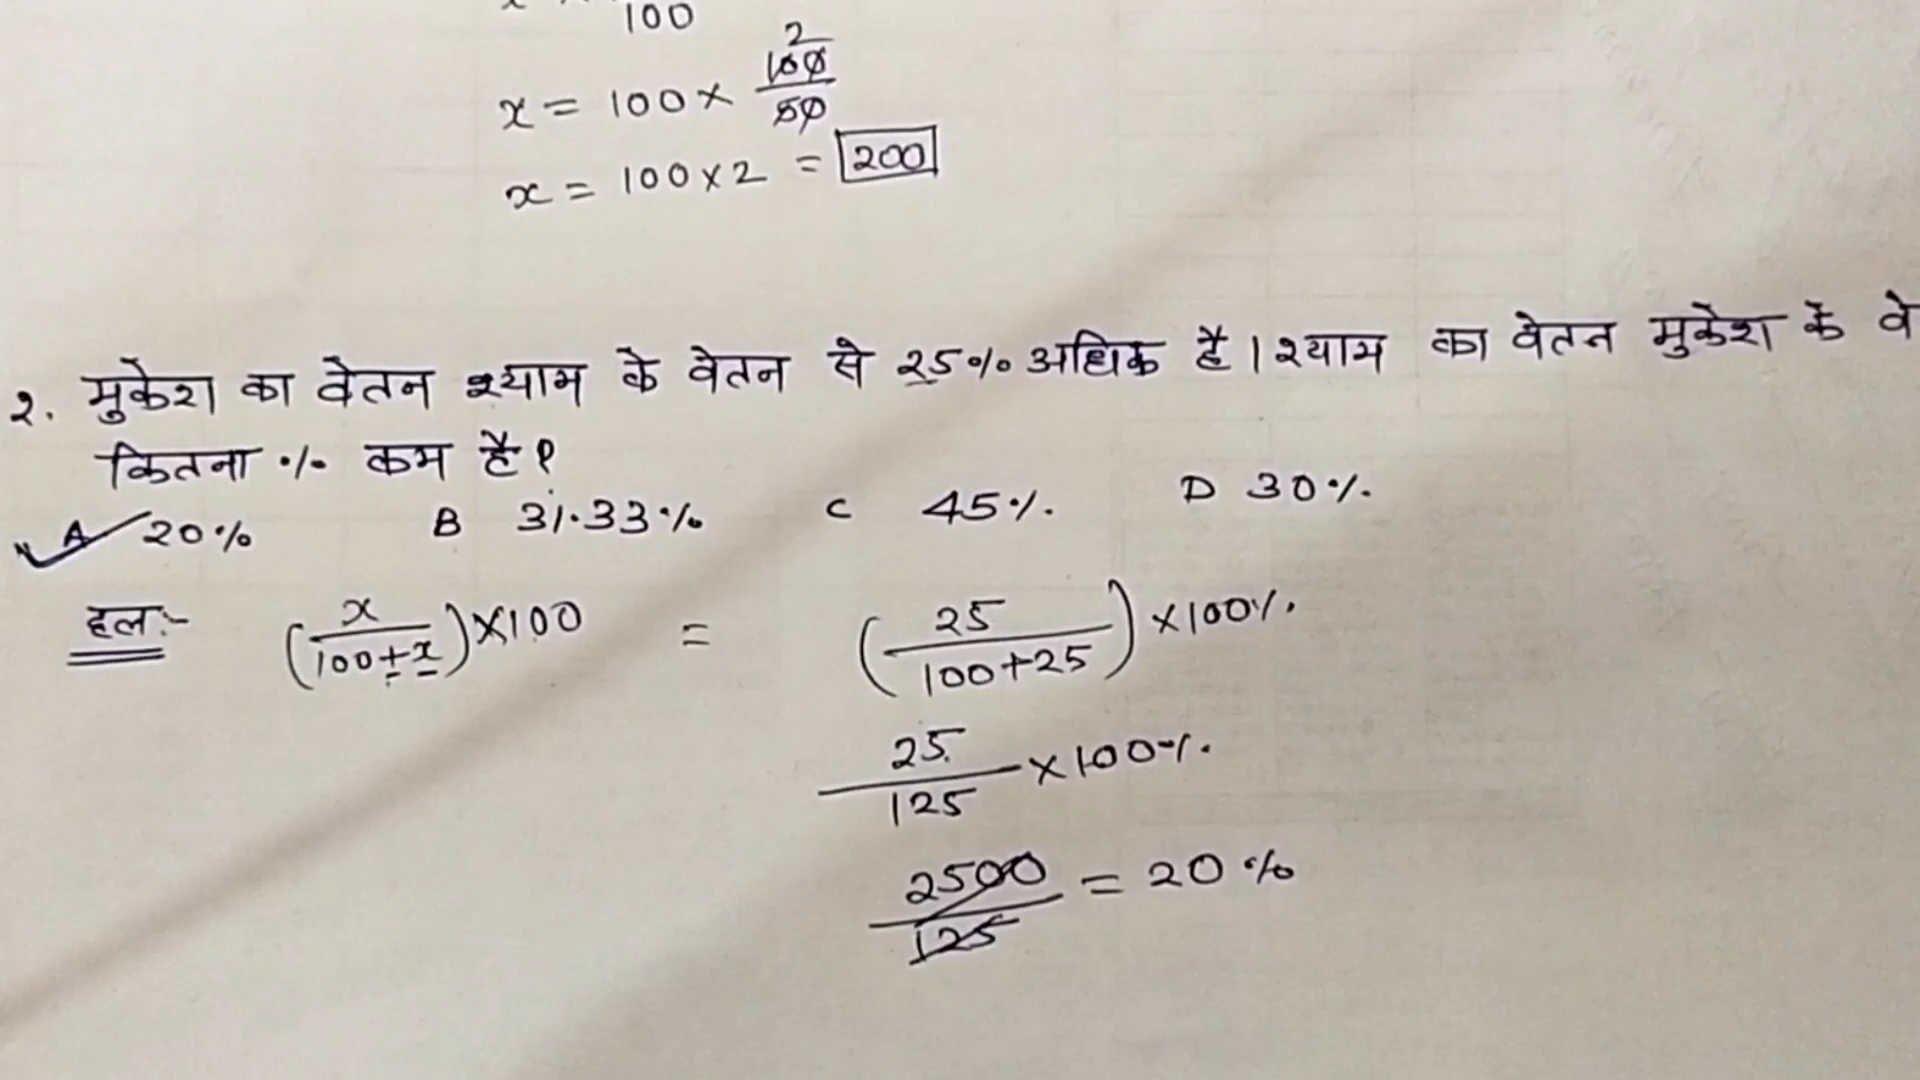 100
x = 100 × 2 100/50
x = 100 × 2 = 200
2. मुकेश का वेतन श्याम के वेतन से 25% अधिक है। श्याम का वेतन मुकेश के वे
कितना % कम है?
A 20% B 31.33% C 45% D 30%
हल:- (x/100+x) × 100 = (25/100+25) × 100%
25/125 × 100%
2500/125 = 20%